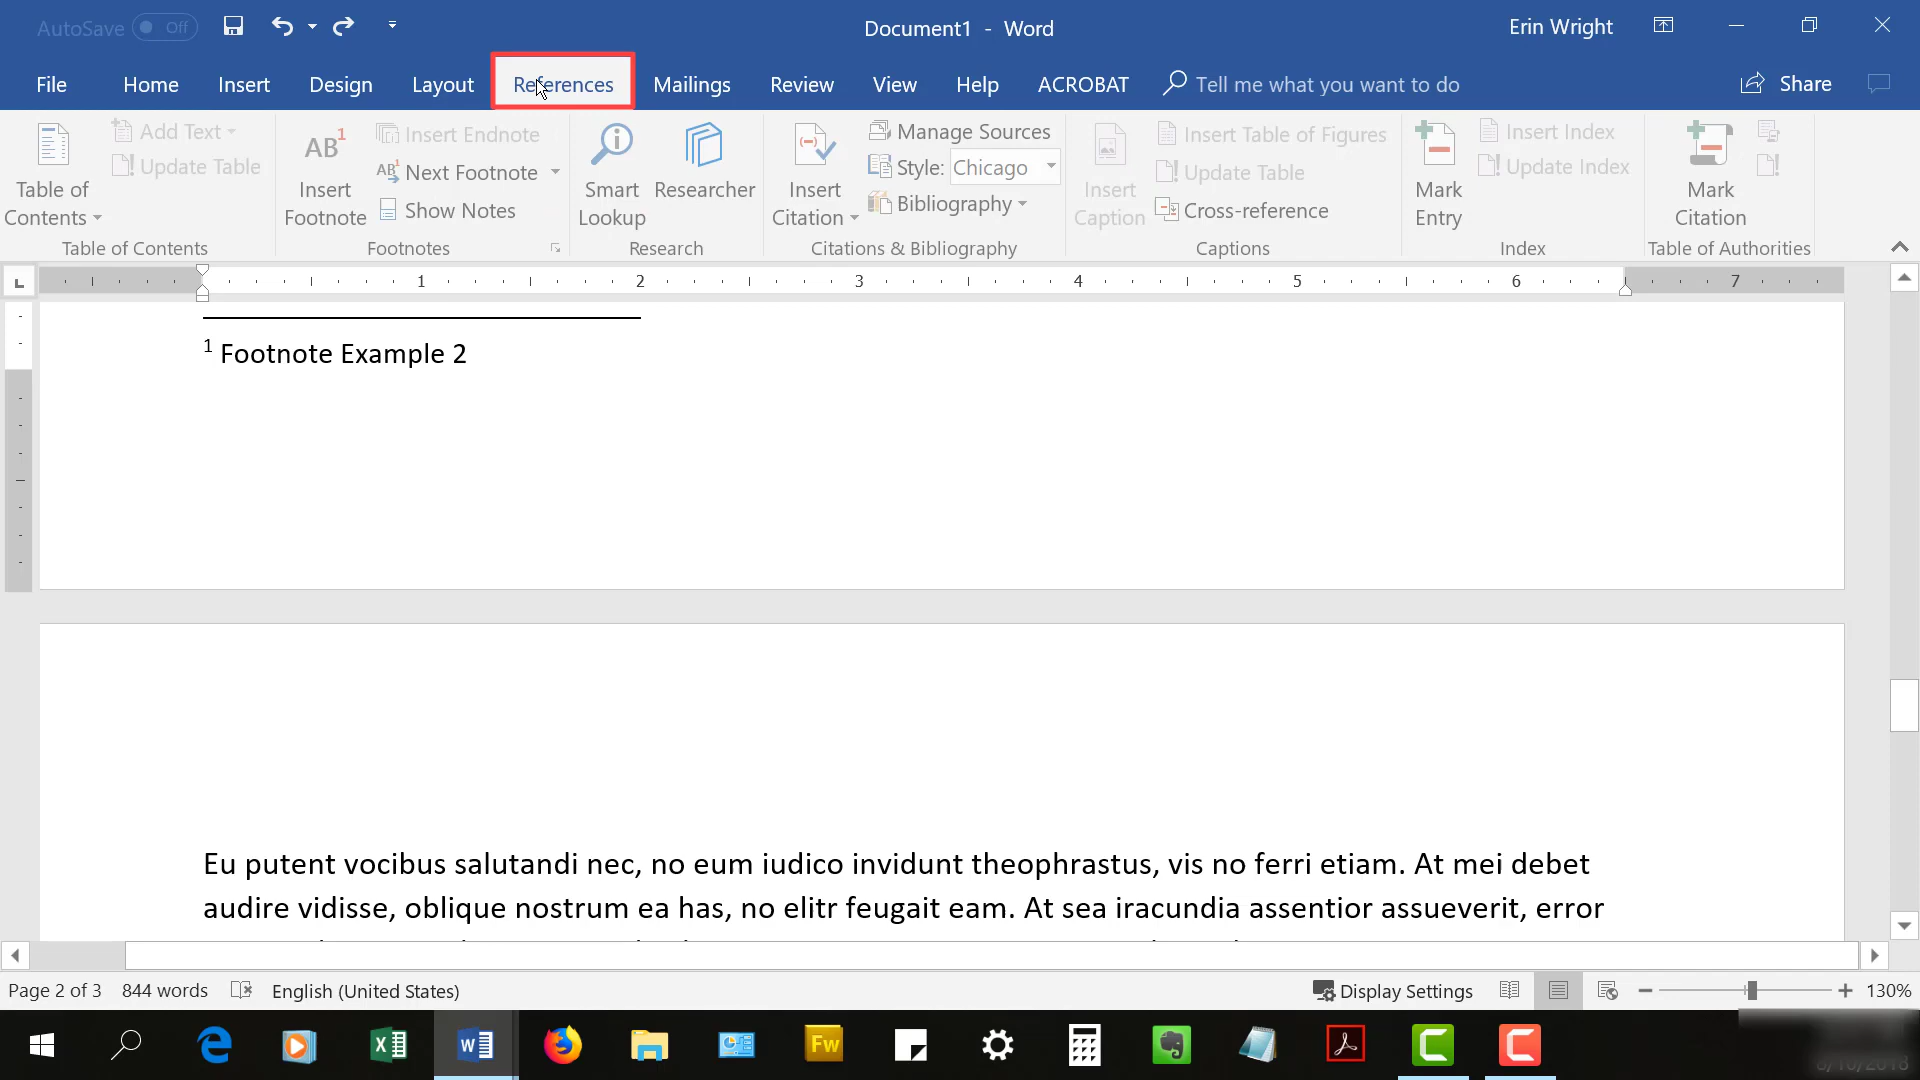 AutoSave Off Document1 - Word Erin Wright
File Home Insert Design Layout References Mailings Review View Help ACROBAT Tell me what you want to do Share
Table of Contents
Add Text
Update Table
Table of Contents
AB1 Insert Footnote
Insert Endnote
AB1 Next Footnote
Show Notes
Footnotes
Smart Lookup
Researcher
Research
Insert Citation
Manage Sources
Style: Chicago
Bibliography
Citations & Bibliography
Insert Caption
Insert Table of Figures
Update Table
Cross-reference
Captions
Mark Entry
Insert Index
Update Index
Index
Mark Citation
Table of Authorities
L 1 2 3 4 5 6 7
1 Footnote Example 2
Eu putent vocibus salutandi nec, no eum iudico invidunt theophrastus, vis no ferri etiam. At mei debet
audire vidisse, oblique nostrum ea has, no elitr feugait eam. At sea iracundia assentior assueverit, error
Page 2 of 3 844 words English (United States) Display Settings 130%
Fw